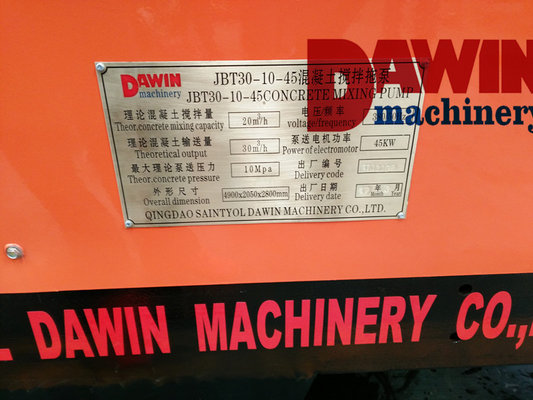 DAWIN
machinery
DAWIN
machinery
JBT30-10-45混凝土搅拌拖泵
JBT30-10-45CONCRETE MIXING PUMP
理论混凝土搅拌量
Theor.concrete mixing capacity
20m³/h
电压/频率
voltage/frequency
理论混凝土输送量
Theoretical output
30m³/h
泵送电机功率
Power of electromotor
45KW
最大理论泵送压力
Theor.concrete pressure
10Mpa
出厂编号
Delivery code
外形尺寸
Overall dimension
4900x2050x2800mm
出厂日期
Delivery date
年 月
QINGDAO SAINTYOL DAWIN MACHINERY CO.,LTD.
L DAWIN MACHINERY CO.,